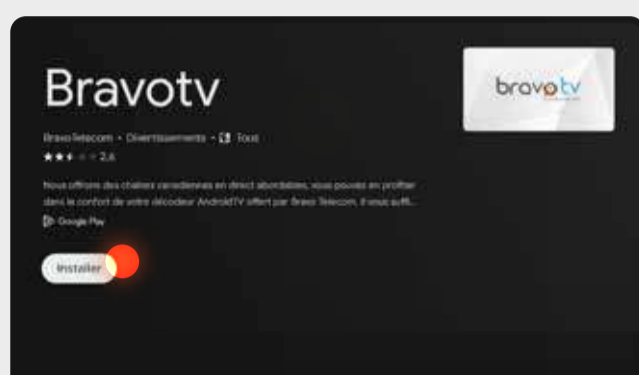 Bravotv
bravotv
BravoTelecom • Divertissements • Tous
2,6
Nous offrons des chaînes canadiennes en direct abordables, vous pouvez en profiter
dans le confort de votre décodeur AndroidTV offert par Bravo Telecom, il vous suffi...
Google Play
Installer